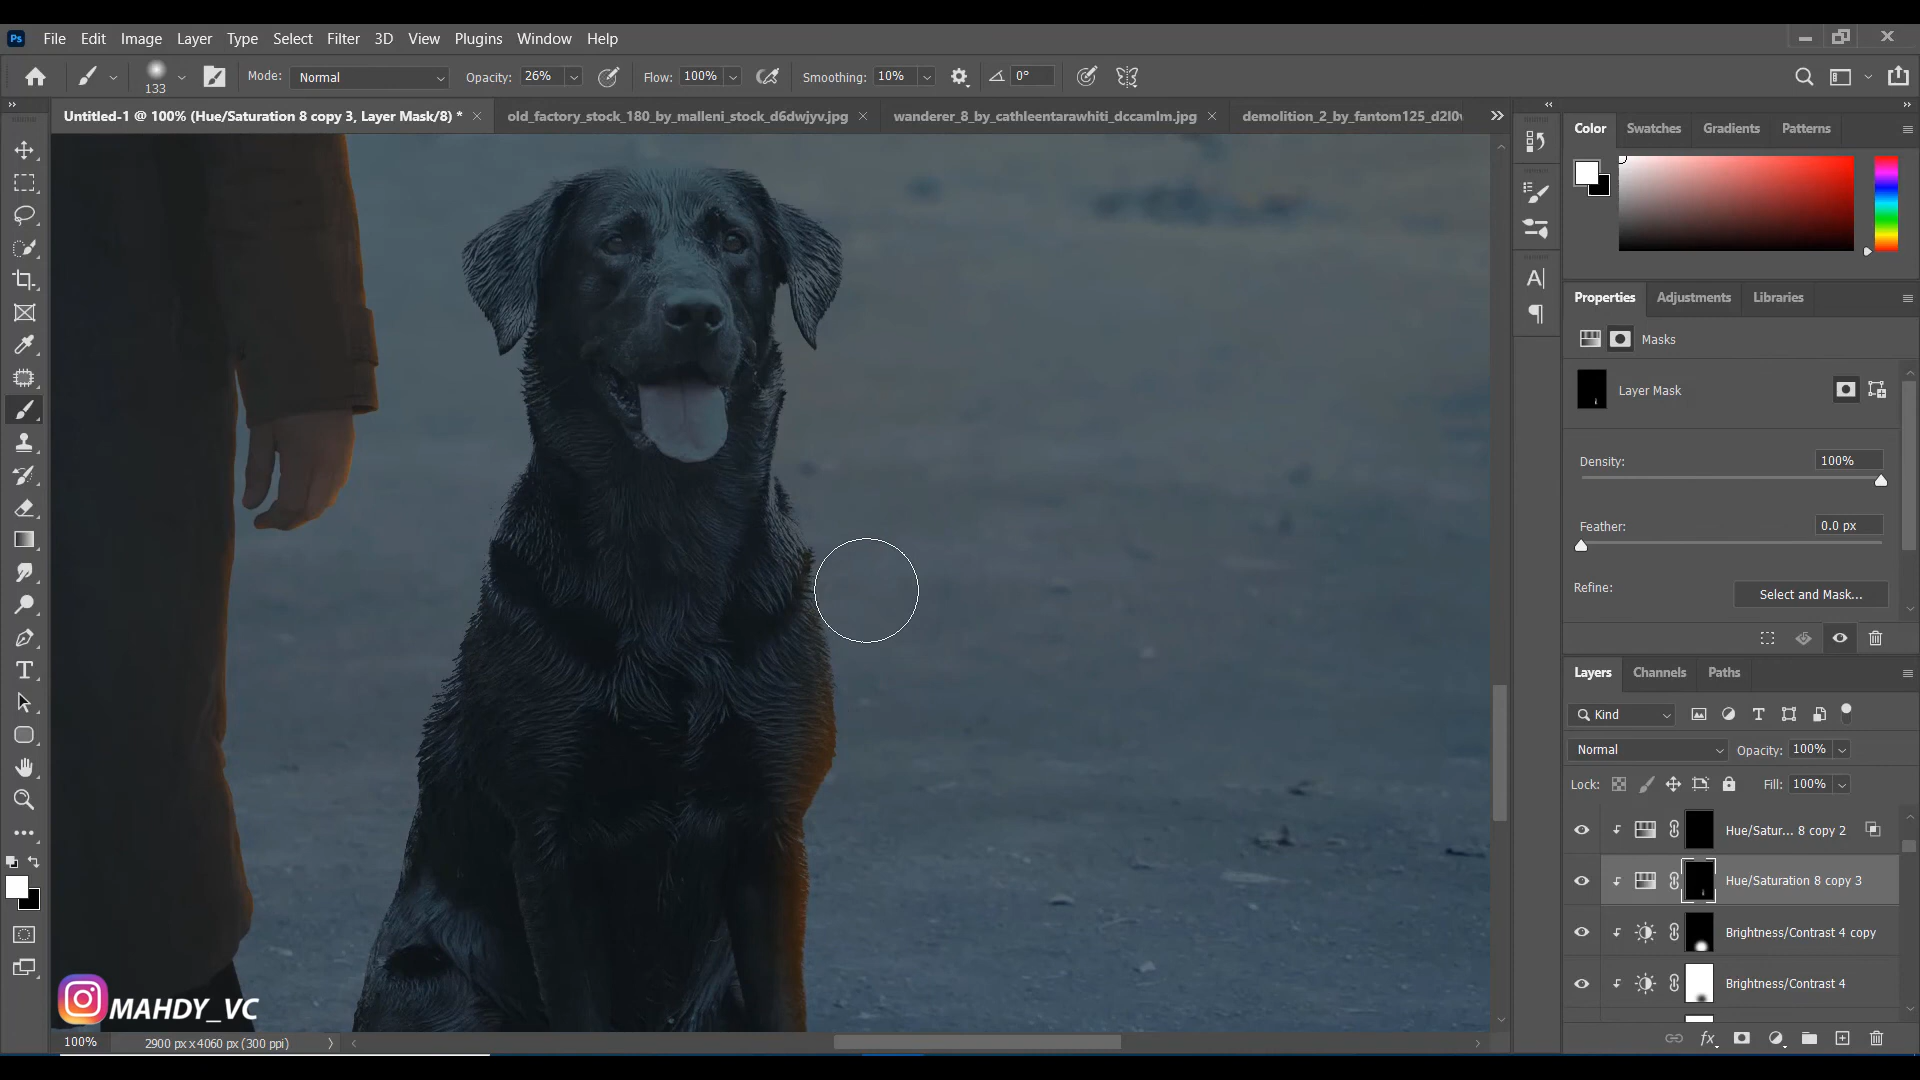 Ps File Edit Image Layer Type Select Filter 3D View Plugins Window Help
133 Mode: Normal Opacity: 26% Flow: 100% Smoothing: 10% 0°
Untitled-1 @ 100% (Hue/Saturation 8 copy 3, Layer Mask/8) * × old_factory_stock_180_by_malleni_stock_d6dwjyv.jpg × wanderer_8_by_cathleentarawhiti_dccamlm.jpg ×
Color Swatches Gradients Patterns
Properties Adjustments Libraries
Masks
Layer Mask
Density: 100%
Feather: 0.0 px
Refine: Select and Mask...
Layers Channels Paths
Kind
Normal Opacity: 100%
Lock: Fill: 100%
Hue/Satur... 8 copy 2
Hue/Saturation 8 copy 3
Brightness/Contrast 4 copy
Brightness/Contrast 4
fx
MAHDY_VC
100% 2900 px x 4060 px (300 ppi)